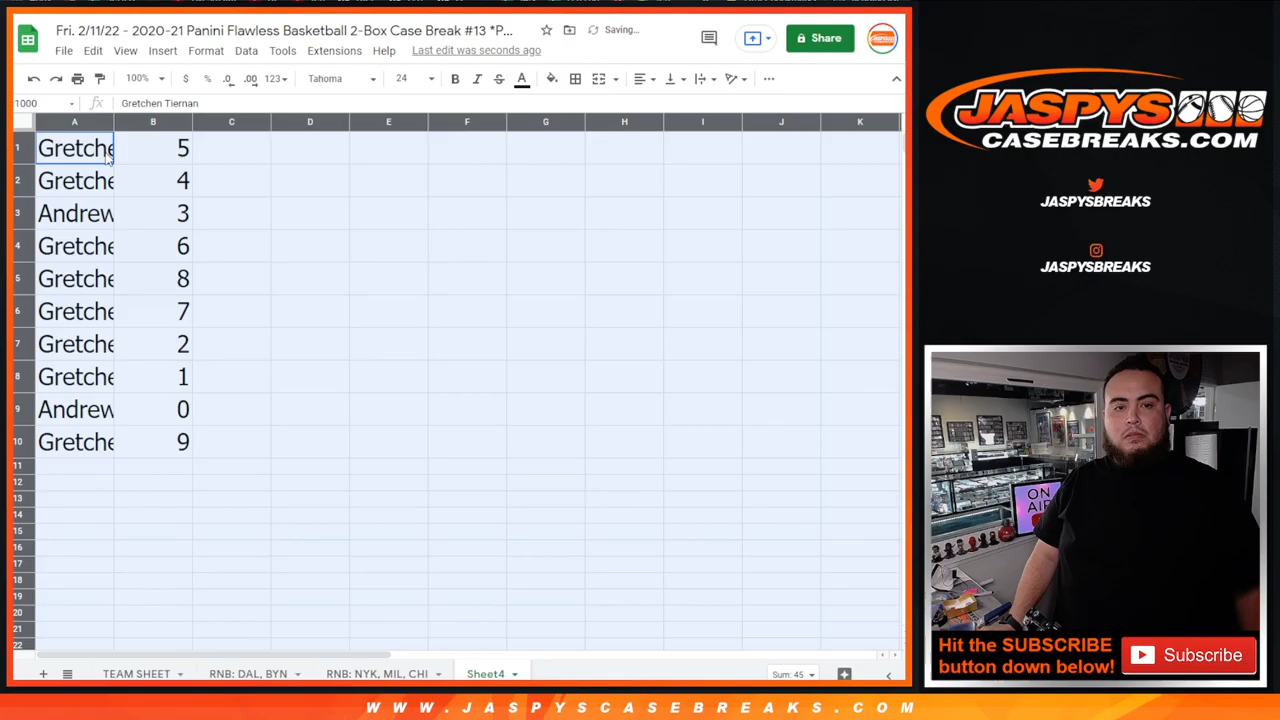 Fri. 2/11/22 - 2020-21 Panini Flawless Basketball 2-Box Case Break #13 *P...
Saving...
Share
File Edit View Insert Format Data Tools Extensions Help Last edit was seconds ago
100% $ % .0 .00 123 Tahoma 24 B I S A
1000 fx Gretchen Tiernan
A B C D E F G H I J K
1 Gretche 5
2 Gretche 4
3 Andrew 3
4 Gretche 6
5 Gretche 8
6 Gretche 7
7 Gretche 2
8 Gretche 1
9 Andrew 0
10 Gretche 9
11
12
13
14
15
16
17
18
19
20
21
22
TEAM SHEET RNB: DAL, BYN RNB: NYK, MIL, CHI Sheet4 Sum: 45
JASPYS
CASEBREAKS.COM
JASPYSBREAKS
JASPYSBREAKS
ON
AIR
Hit the SUBSCRIBE
button down below!
Subscribe
WWW.JASPYSCASEBREAKS.COM